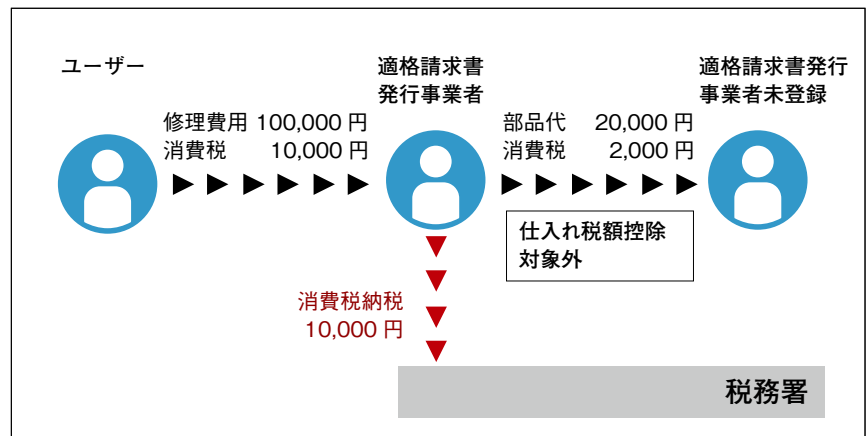 ユーザー
適格請求書
発行事業者
適格請求書発行
事業者未登録
修理費用 100,000 円
消費税 10,000 円
部品代 20,000 円
消費税 2,000 円
仕入れ税額控除
対象外
消費税納税
10,000 円
税務署